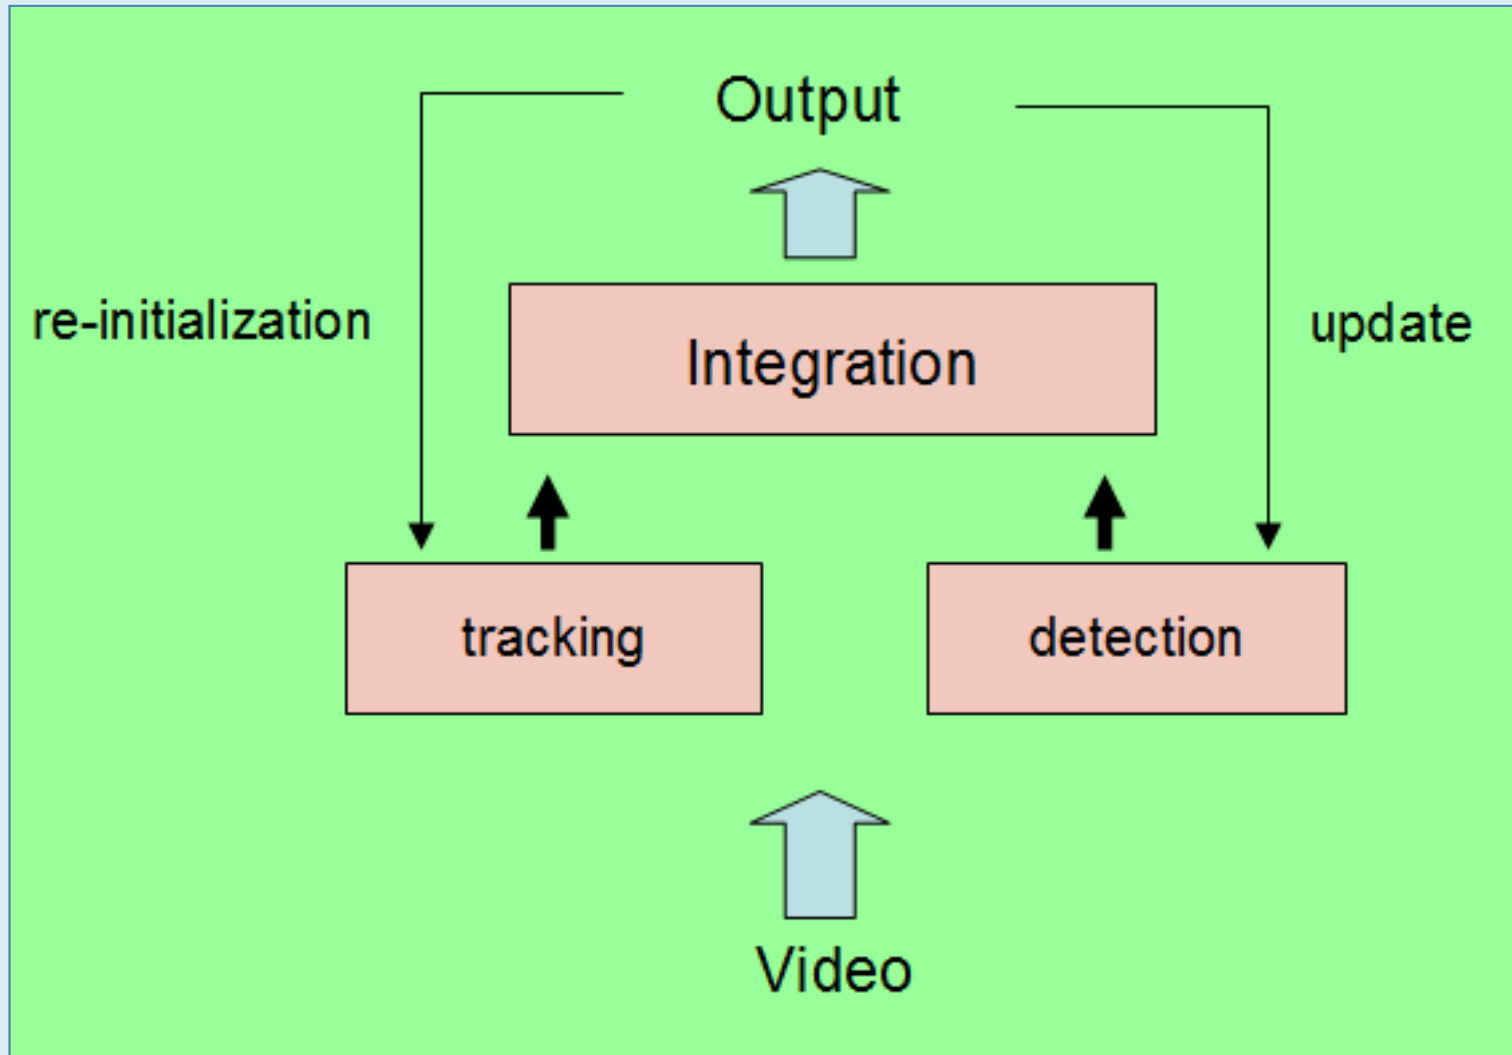 Output
re-initialization
Integration
update
tracking
detection
Video